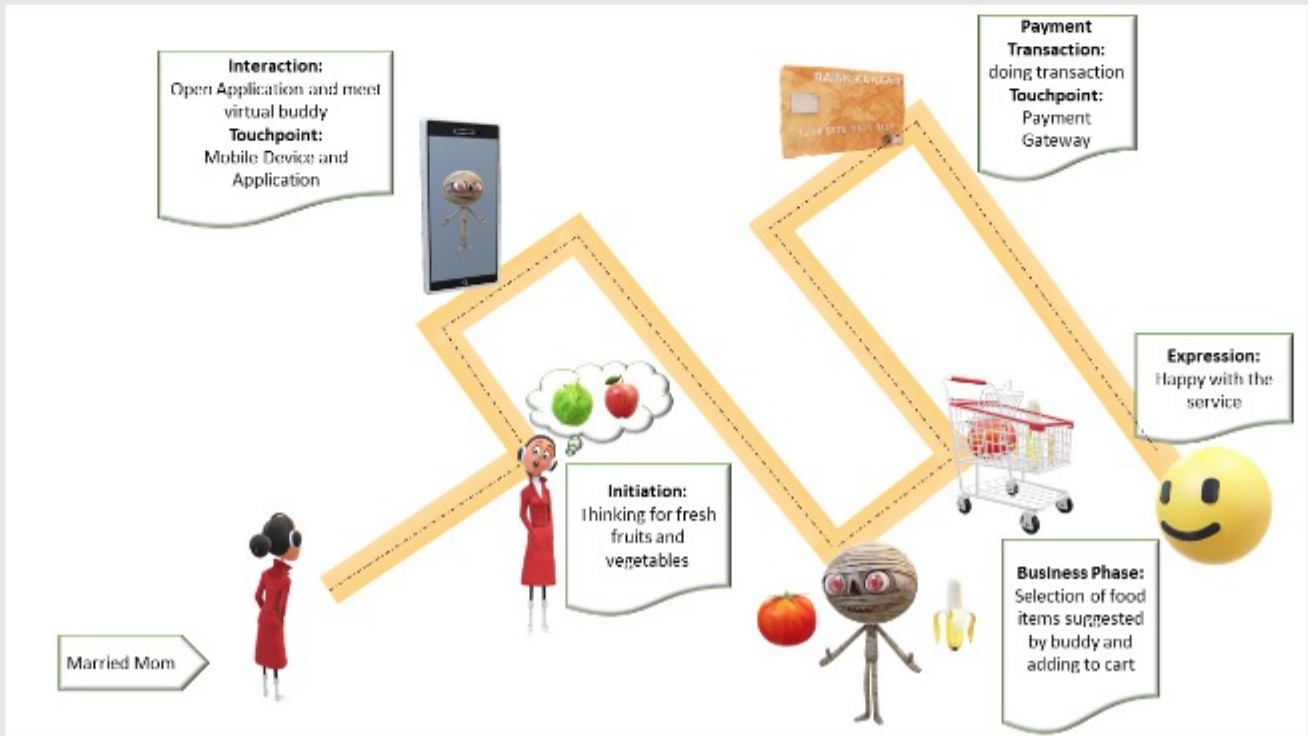 Married Mom
Initiation:
Thinking for fresh
fruits and
vegetables
Interaction:
Open Application and meet
virtual buddy
Touchpoint:
Mobile Device and
Application
Business Phase:
Selection of food
items suggested
by buddy and
adding to cart
Payment
Transaction:
doing transaction
Touchpoint:
Payment
Gateway
Expression:
Happy with the
service
BANK